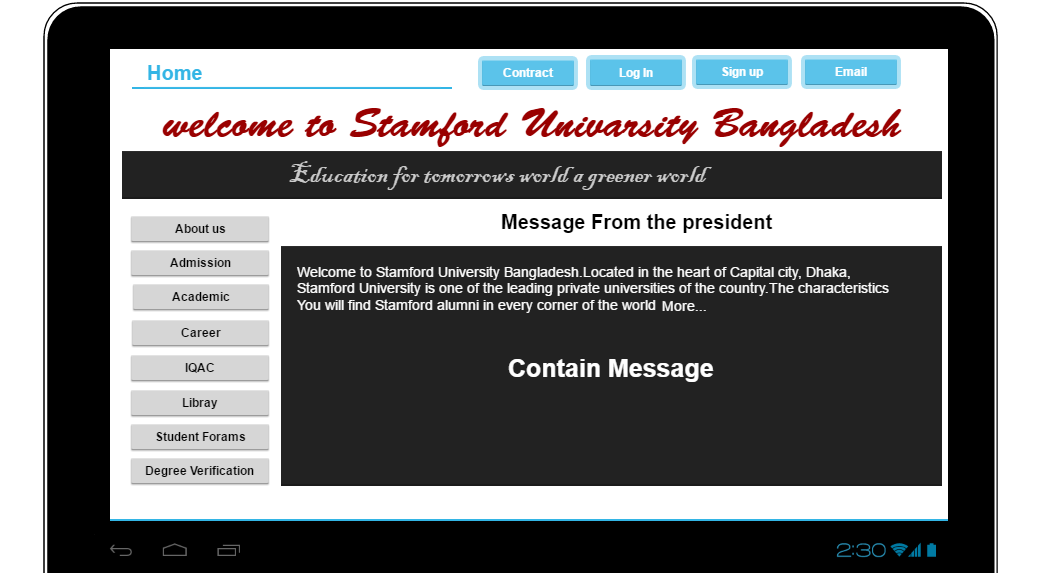 Home
Contract
Log In
Sign up
Email
welcome to Stamford Univarsity Bangladesh
Education for tomorrows world a greener world
Message From the president
About us
Admission
Academic
Career
IQAC
Libray
Student Forams
Degree Verification
Welcome to Stamford University Bangladesh.Located in the heart of Capital city, Dhaka,
Stamford University is one of the leading private universities of the country.The characteristics
You will find Stamford alumni in every corner of the world More...
Contain Message
2:30